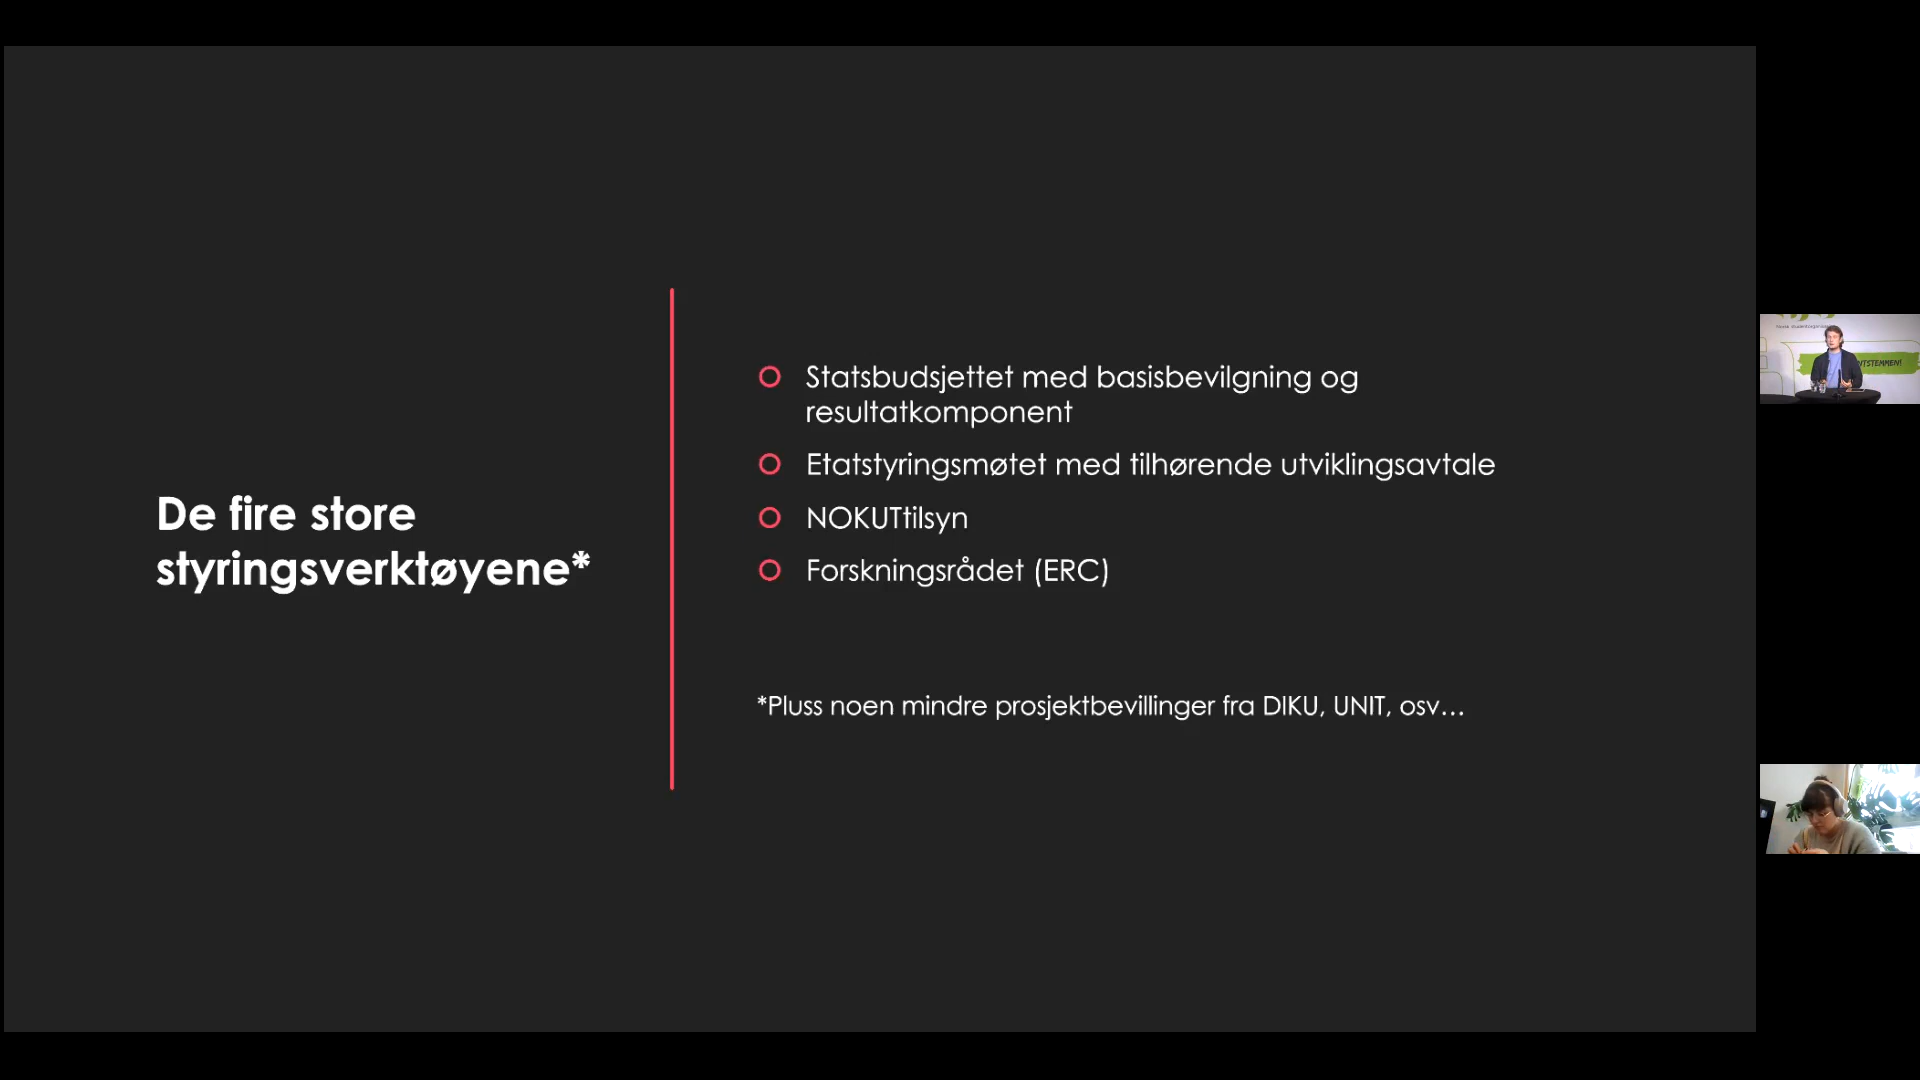 De fire store
styringsverktøyene*
Statsbudsjettet med basisbevilgning og
resultatkomponent
Etatstyringsmøtet med tilhørende utviklingsavtale
NOKUTtilsyn
Forskningsrådet (ERC)
*Pluss noen mindre prosjektbevillinger fra DIKU, UNIT, osv...